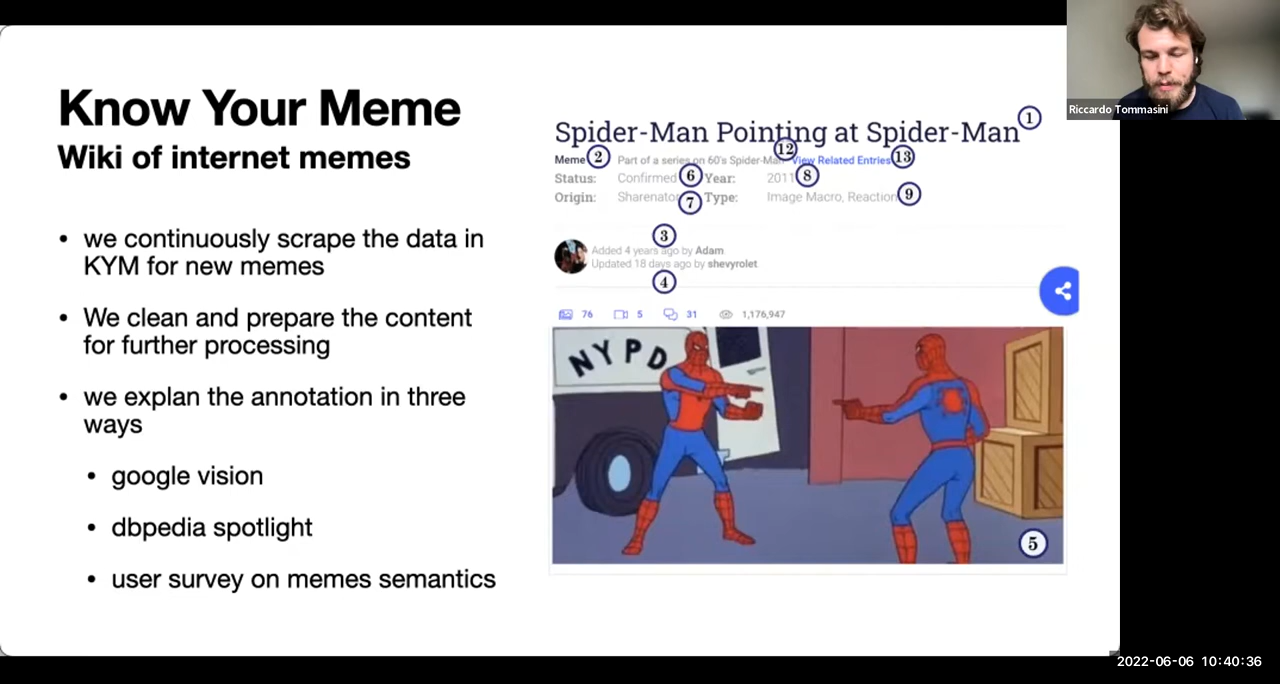 Know Your Meme
Wiki of internet memes
• we continuously scrape the data in
KYM for new memes
• We clean and prepare the content
for further processing
• we explan the annotation in three
ways
• google vision
• dbpedia spotlight
• user survey on memes semantics
Spider-Man Pointing at Spider-Man 1
Meme 2 Part of a series on 60's Spider-Man 12 View Related Entries 13
Status: Confirmed 6 Year: 2011 8
Origin: Sharenator 7 Type: Image Macro, Reaction 9
3
Added 4 years ago by Adam
Updated 18 days ago by shevyrolet
4
76 5 31 1,176,947
NYPD
5
Riccardo Tommasini
2022-06-06 10:40:36